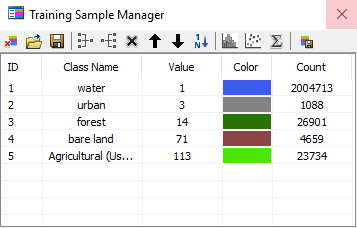 Training Sample Manager
ID Class Name Value Color Count
1 water 1 2004713
2 urban 3 1088
3 forest 14 26901
4 bare land 71 4659
5 Agricultural (Us... 113 23734